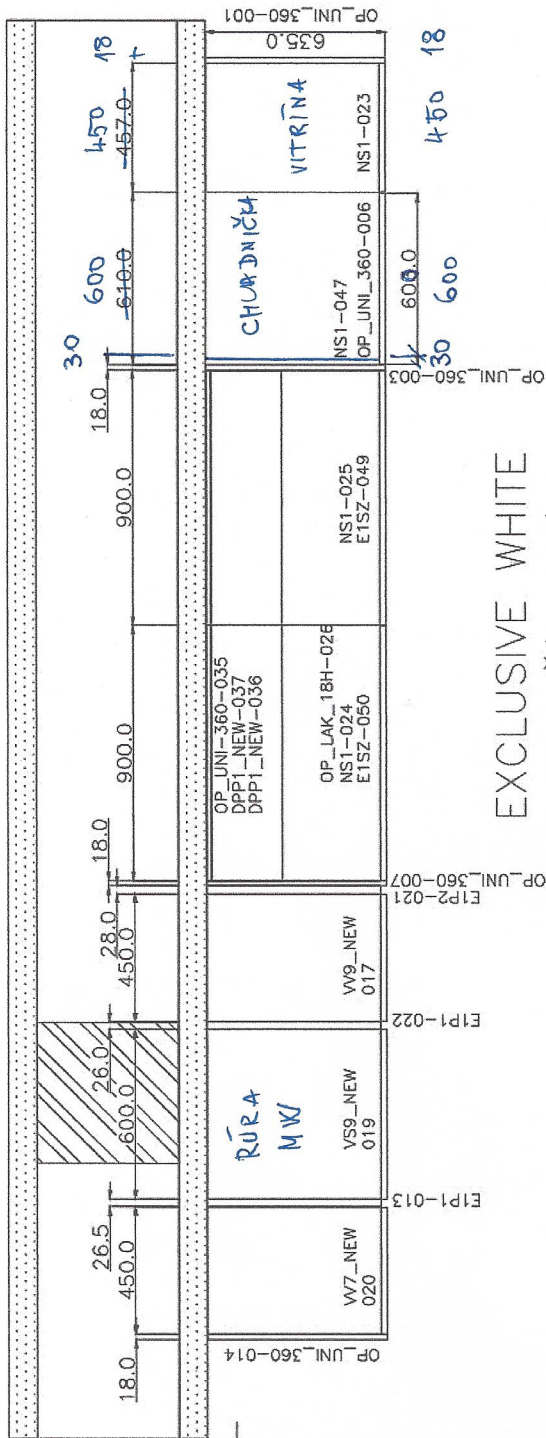 OP_UNI_360-001
635.0
18
18
450
457.0
VITRÍNA
NS1-023
450
600
610.0
CHLADNIČKA
NS1-047
OP_UNI_360-006
600.0
600
30
30
18.0
OP_UNI_360-003
900.0
NS1-025
E1SZ-049
900.0
OP_UNI-360-035
DPP1_NEW-037
DPP1_NEW-036
OP_LAK_18H-026
NS1-024
E1SZ-050
EXCLUSIVE WHITE
18.0
OP_UNI_360-007
28.0
E1P2-021
450.0
VV9_NEW
017
E1P1-022
26.0
600.0
RÚRA
MW
VS9_NEW
019
E1P1-013
26.5
450.0
VV7_NEW
020
18.0
OP_UNI_360-014